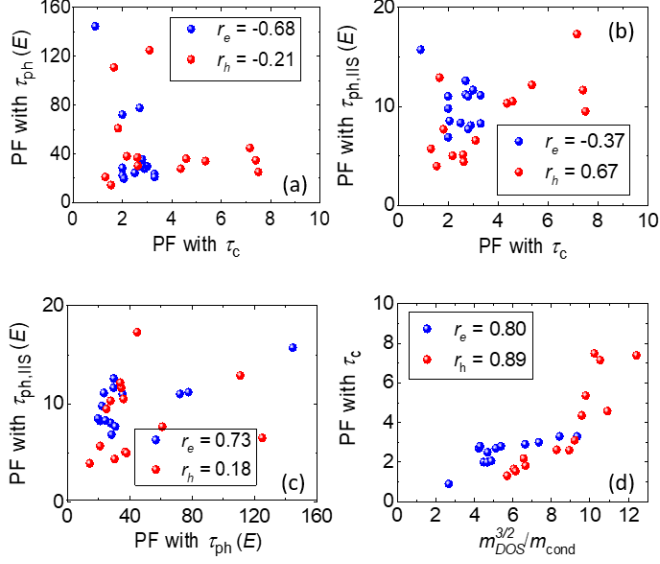 160
120
80
40
0
PF with τph (E)
re = -0.68
rh = -0.21
(a)
0 2 4 6 8 10
PF with τc
20
10
0
PF with τph,IIS (E)
(b)
re = -0.37
rh = 0.67
0 2 4 6 8 10
PF with τc
20
10
0
PF with τph,IIS (E)
re = 0.73
rh = 0.18
(c)
0 40 80 120 160
PF with τph (E)
10
8
6
4
2
0
PF with τc
re = 0.80
rh = 0.89
(d)
0 2 4 6 8 10 12
m3/2DOS/mcond